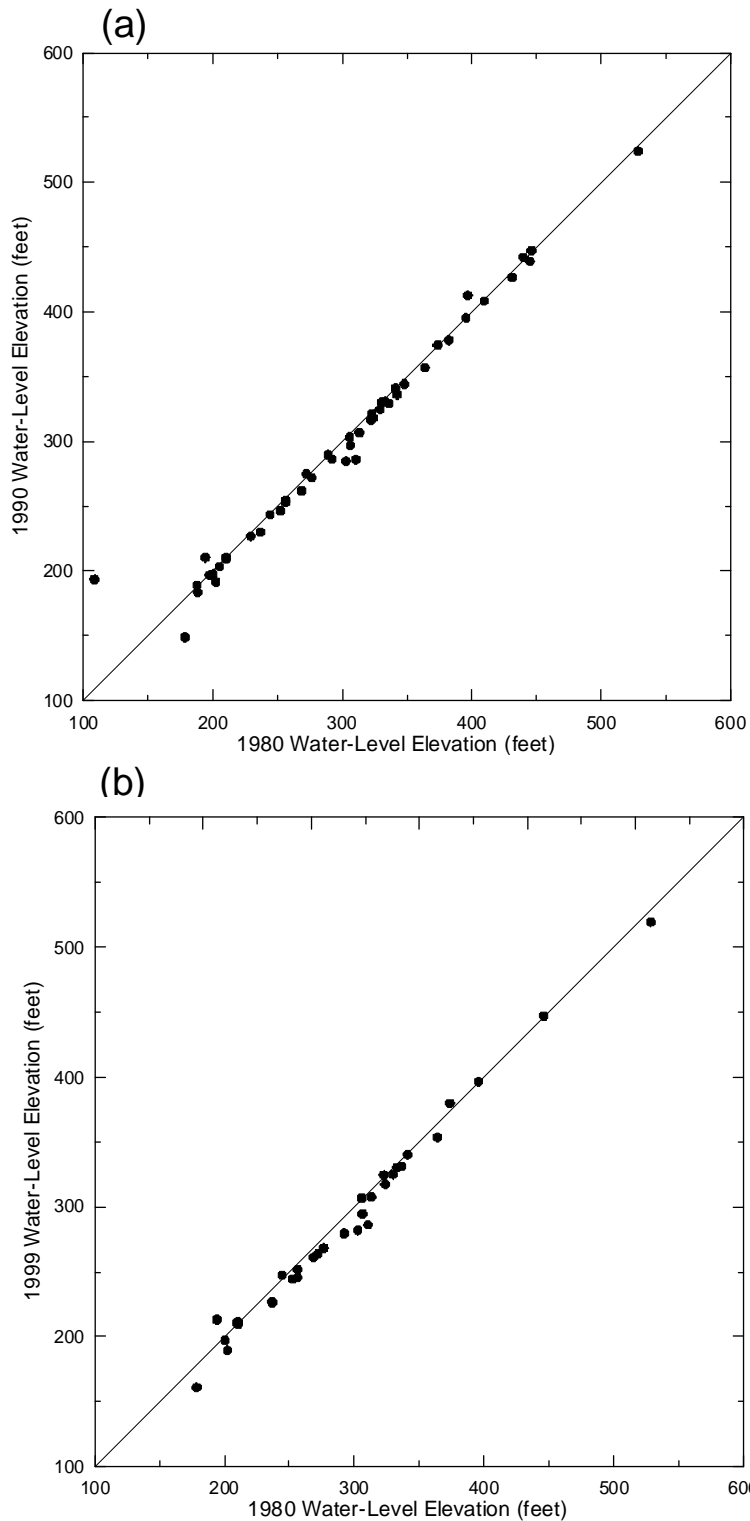 (a)
600
500
400
300
200
100
1990 Water-Level Elevation (feet)
100 200 300 400 500 600
1980 Water-Level Elevation (feet)
(b)
600
500
400
300
200
100
1999 Water-Level Elevation (feet)
100 200 300 400 500 600
1980 Water-Level Elevation (feet)